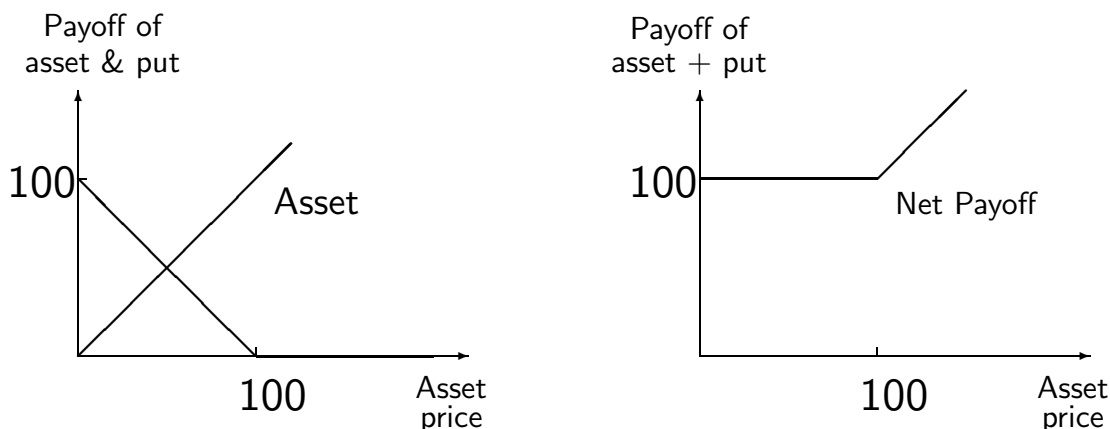 Payoff of
asset & put
100
Asset
100
Asset
price
Payoff of
asset + put
100
Net Payoff
100
Asset
price